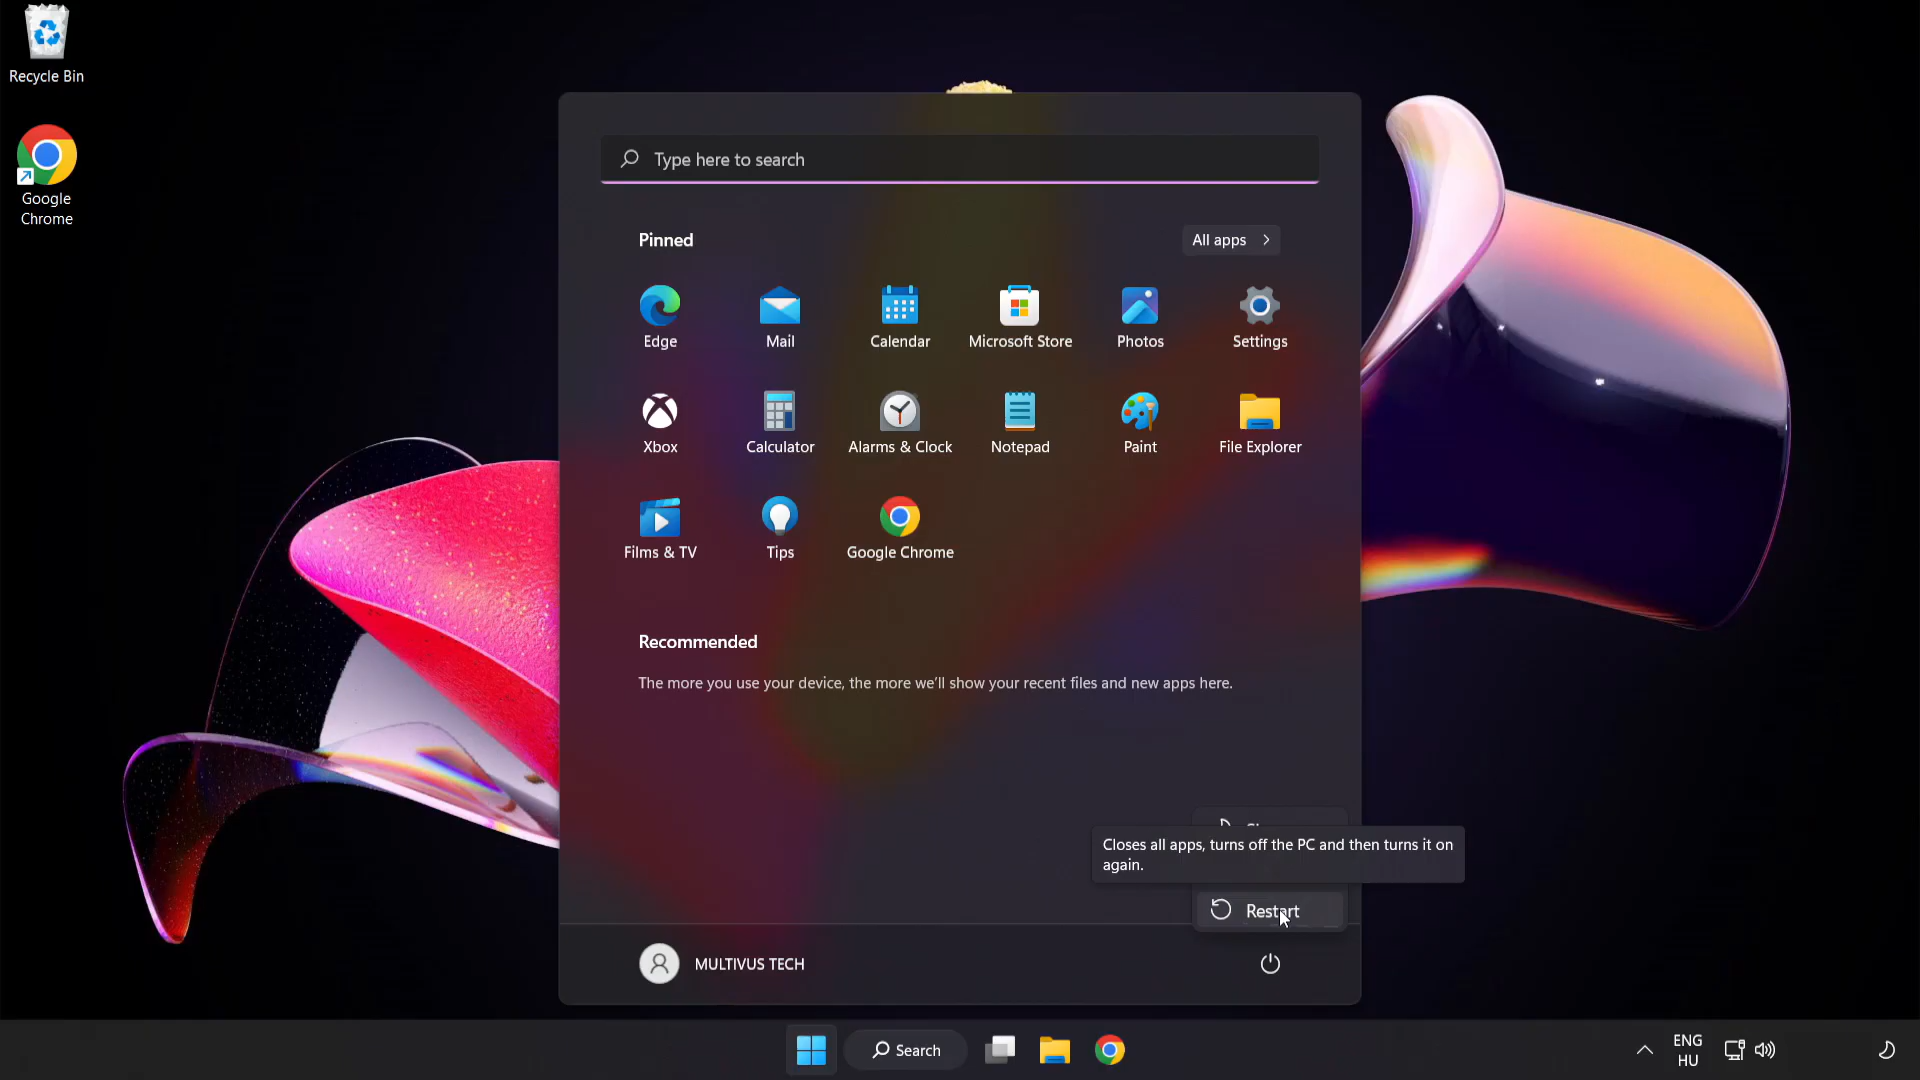 Recycle Bin
Google
Chrome
Type here to search
Pinned
All apps
Edge
Mail
Calendar
Microsoft Store
Photos
Settings
Xbox
Calculator
Alarms & Clock
Notepad
Paint
File Explorer
Films & TV
Tips
Google Chrome
Recommended
The more you use your device, the more we'll show your recent files and new apps here.
Closes all apps, turns off the PC and then turns it on
again.
Restart
MULTIVUS TECH
Search
ENG
HU